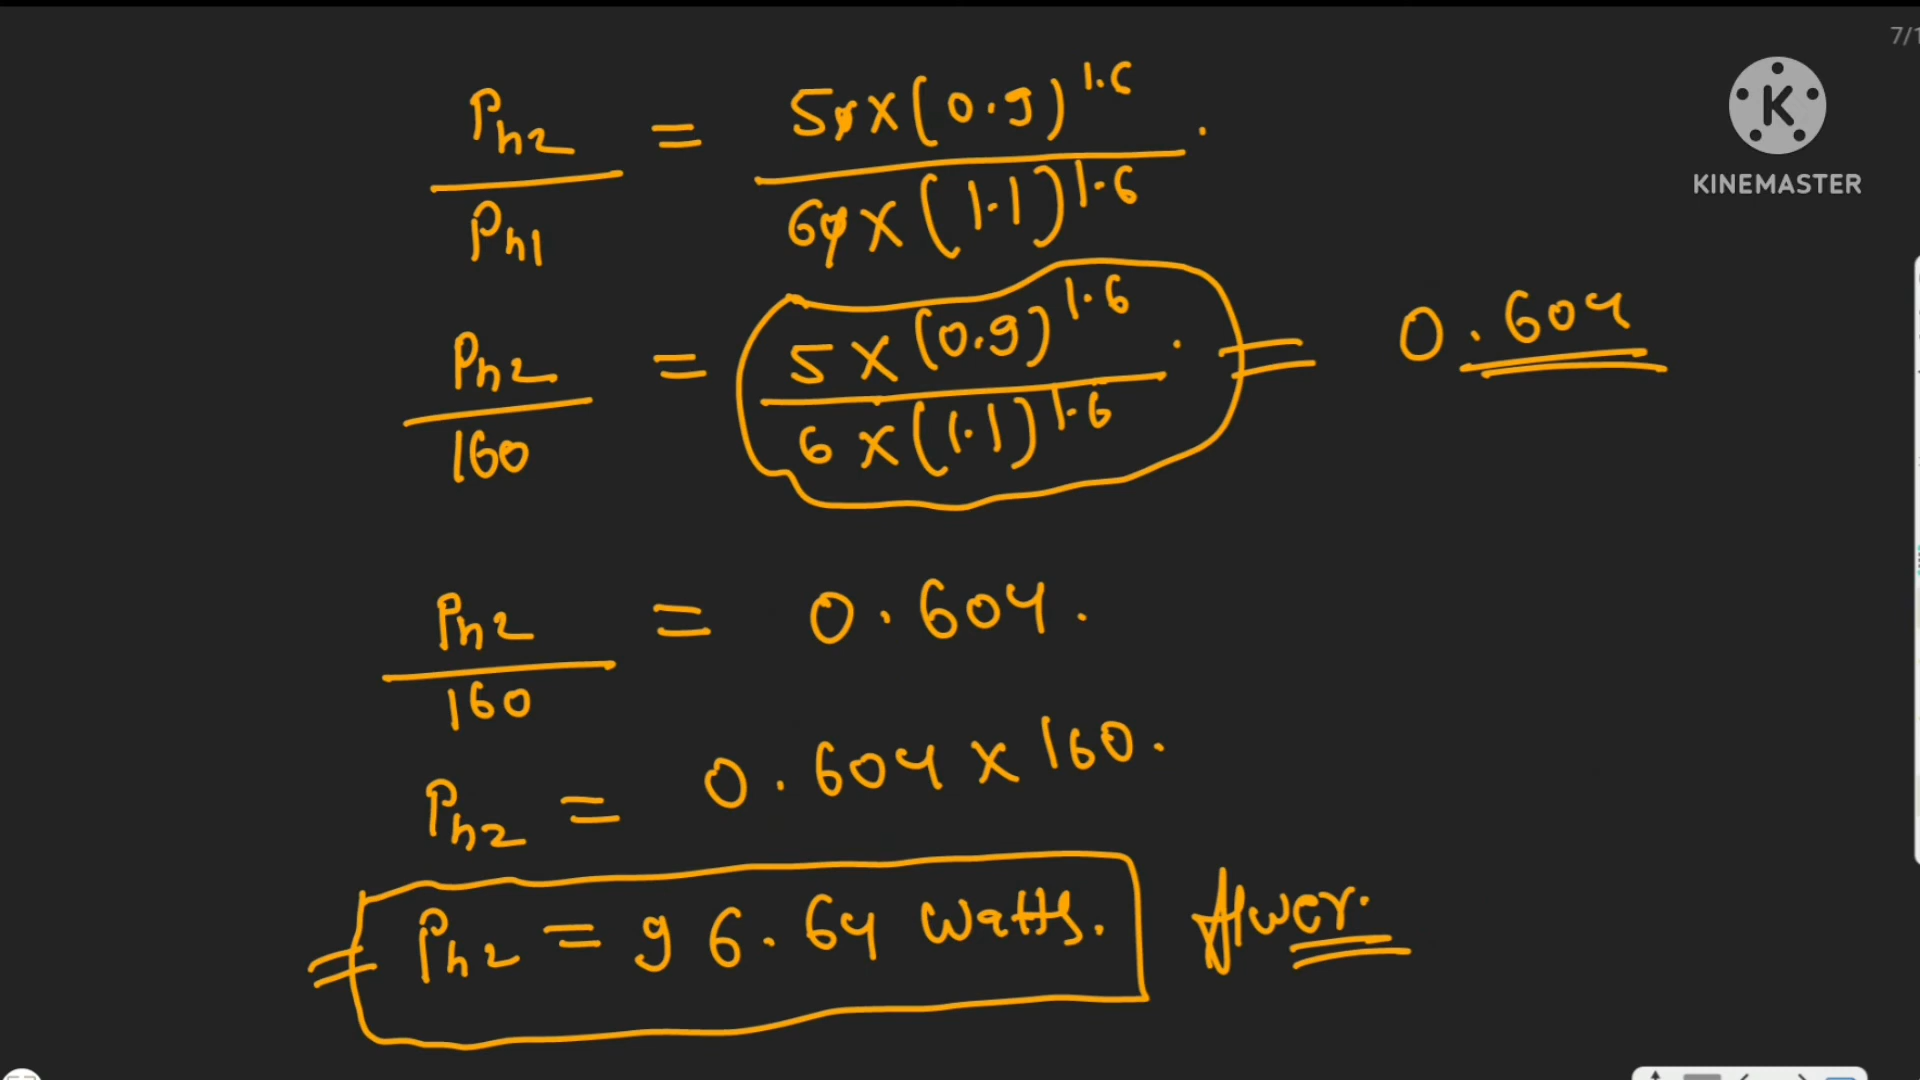 7/1
K
KINEMASTER
Ph2/Ph1 = 50×(0.9)^1.6 / 60×(1.1)^1.6 .
Ph2/160 = 5×(0.9)^1.6 / 6×(1.1)^1.6 . = 0.604
Ph2/160 = 0.604.
Ph2 = 0.604×160.
= Ph2 = 96.64 Watts.